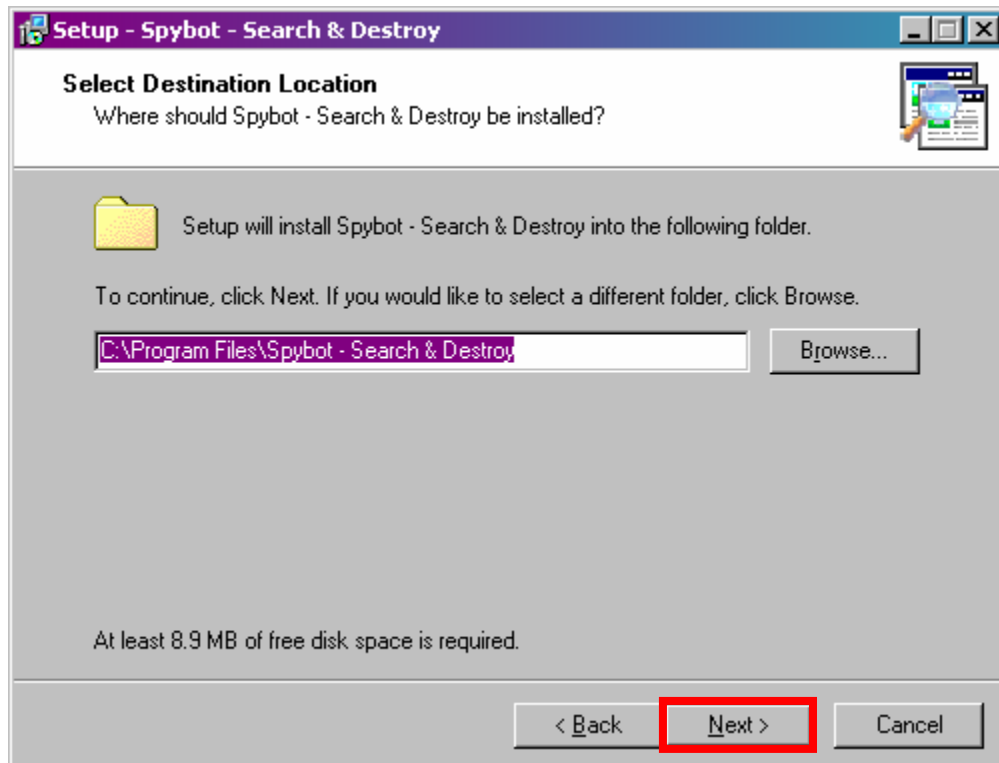 Setup - Spybot - Search & Destroy
Select Destination Location
Where should Spybot - Search & Destroy be installed?
Setup will install Spybot - Search & Destroy into the following folder.
To continue, click Next. If you would like to select a different folder, click Browse.
C:\Program Files\Spybot - Search & Destroy
Browse...
At least 8.9 MB of free disk space is required.
< Back Next > Cancel